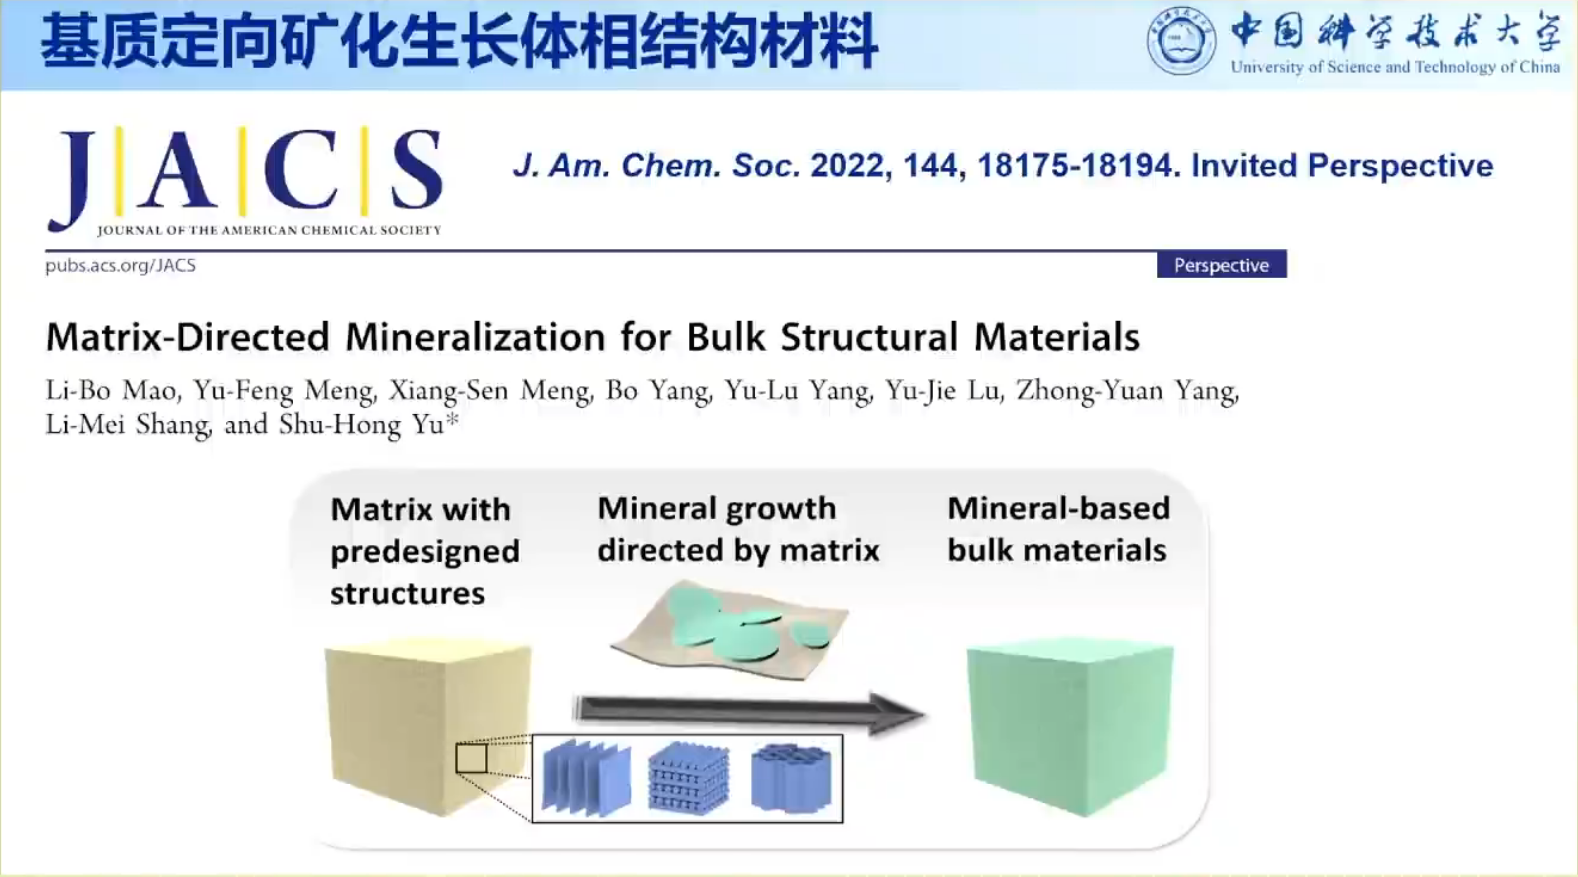 基质定向矿化生长体相结构材料
中国科学技术大学
University of Science and Technology of China
J|A|C|S
JOURNAL OF THE AMERICAN CHEMICAL SOCIETY
J. Am. Chem. Soc. 2022, 144, 18175-18194. Invited Perspective
pubs.acs.org/JACS
Perspective
Matrix-Directed Mineralization for Bulk Structural Materials
Li-Bo Mao, Yu-Feng Meng, Xiang-Sen Meng, Bo Yang, Yu-Lu Yang, Yu-Jie Lu, Zhong-Yuan Yang,
Li-Mei Shang, and Shu-Hong Yu*
Matrix with
predesigned
structures
Mineral growth
directed by matrix
Mineral-based
bulk materials